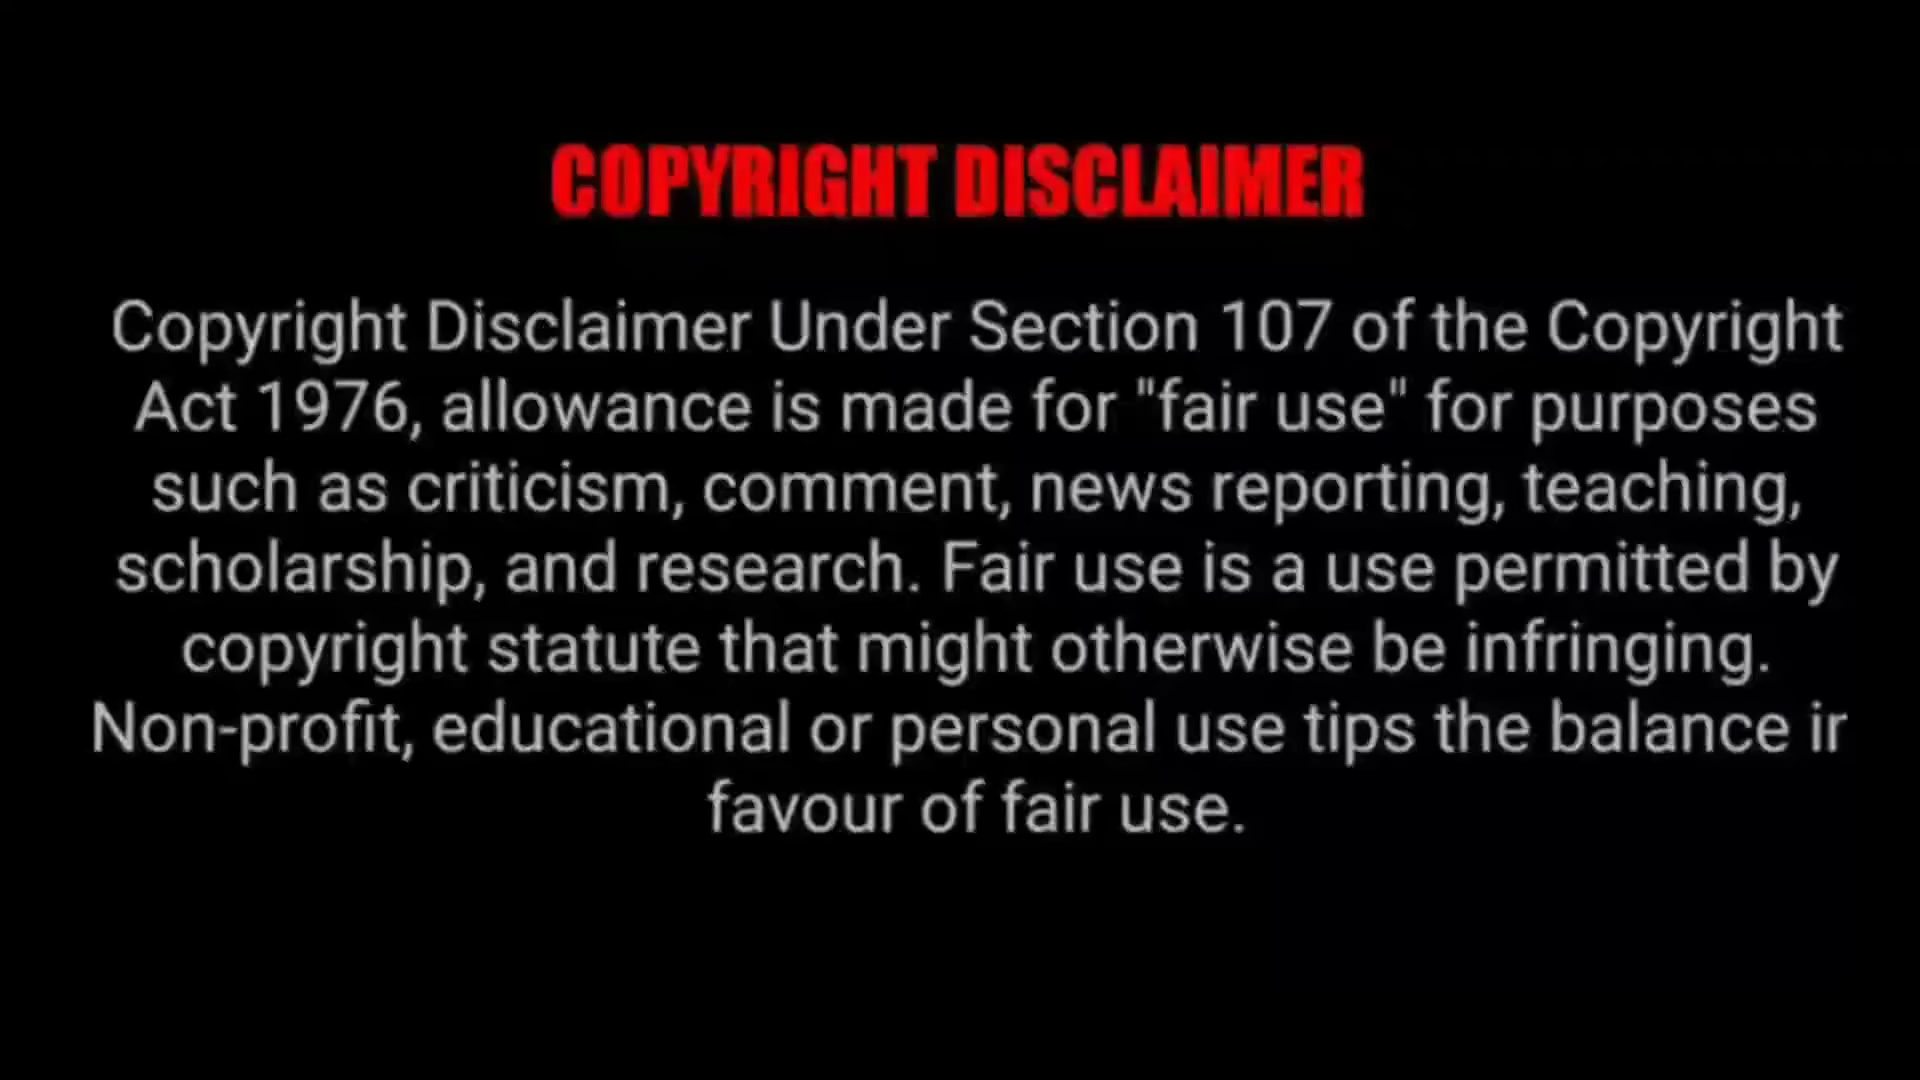 COPYRIGHT DISCLAIMER
Copyright Disclaimer Under Section 107 of the Copyright
Act 1976, allowance is made for "fair use" for purposes
such as criticism, comment, news reporting, teaching,
scholarship, and research. Fair use is a use permitted by
copyright statute that might otherwise be infringing.
Non-profit, educational or personal use tips the balance ir
favour of fair use.